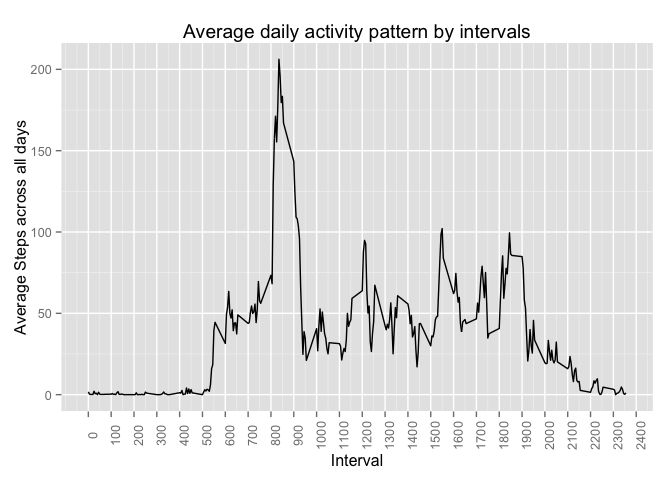 Average daily activity pattern by intervals
200
150
100
50
0
Average Steps across all days
0 100 200 300 400 500 600 700 800 900 1000 1100 1200 1300 1400 1500 1600 1700 1800 1900 2000 2100 2200 2300 2400
Interval